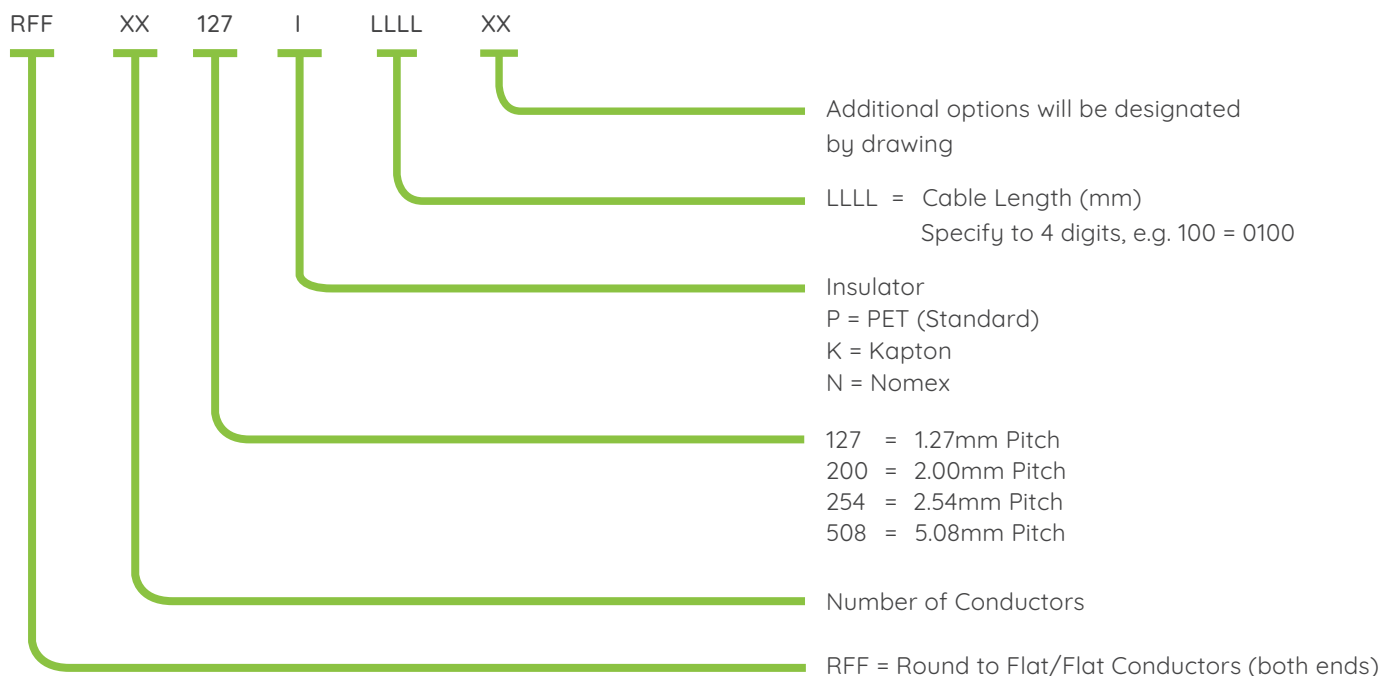 RFF XX 127 I LLLL XX
Additional options will be designated
by drawing
LLLL = Cable Length (mm)
Specify to 4 digits, e.g. 100 = 0100
Insulator
P = PET (Standard)
K = Kapton
N = Nomex
127 = 1.27mm Pitch
200 = 2.00mm Pitch
254 = 2.54mm Pitch
508 = 5.08mm Pitch
Number of Conductors
RFF = Round to Flat/Flat Conductors (both ends)